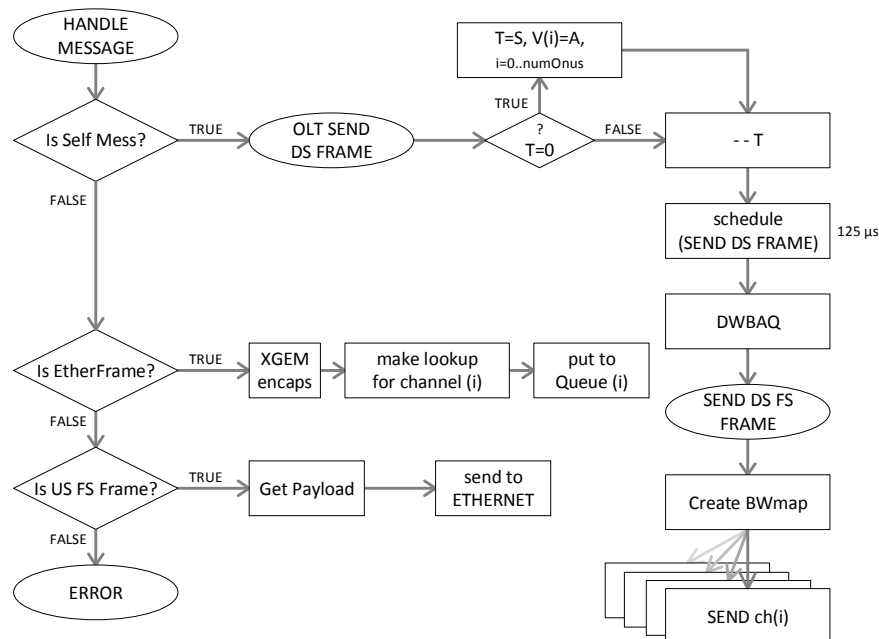 HANDLE
MESSAGE
T=S, V(i)=A,
i=0..numOnus
TRUE
Is Self Mess?
TRUE
OLT SEND
DS FRAME
?
T=0
FALSE
- - T
FALSE
schedule
(SEND DS FRAME)
125 µs
DWBAQ
Is EtherFrame?
TRUE
XGEM
encaps
make lookup
for channel (i)
put to
Queue (i)
SEND DS FS
FRAME
FALSE
Is US FS Frame?
TRUE
Get Payload
send to
ETHERNET
Create BWmap
FALSE
ERROR
SEND ch(i)